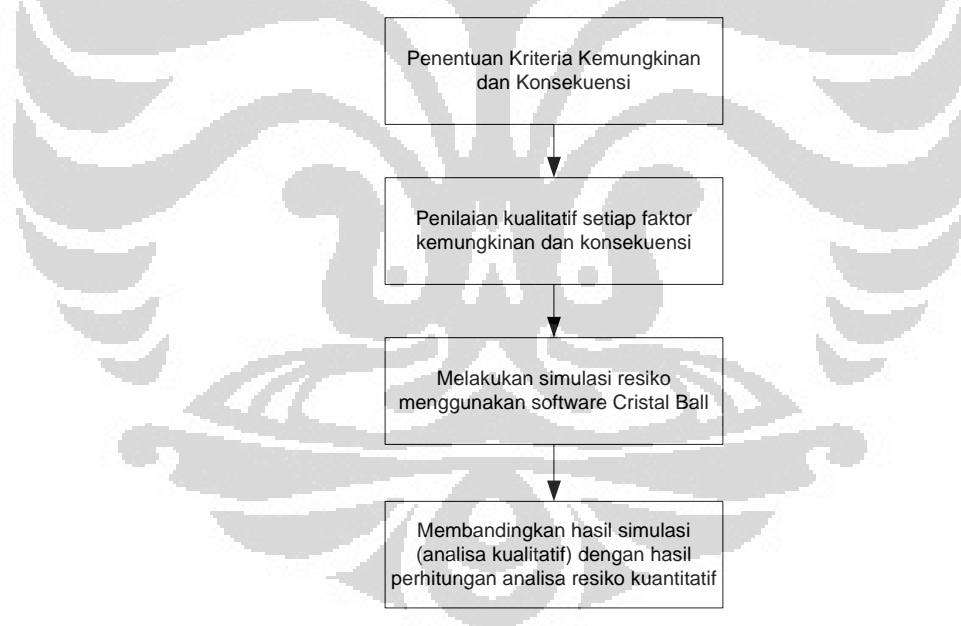 Penentuan Kriteria Kemungkinan
dan Konsekuensi
Penilaian kualitatif setiap faktor
kemungkinan dan konsekuensi
Melakukan simulasi resiko
menggunakan software Cristal Ball
Membandingkan hasil simulasi
(analisa kualitatif) dengan hasil
perhitungan analisa resiko kuantitatif